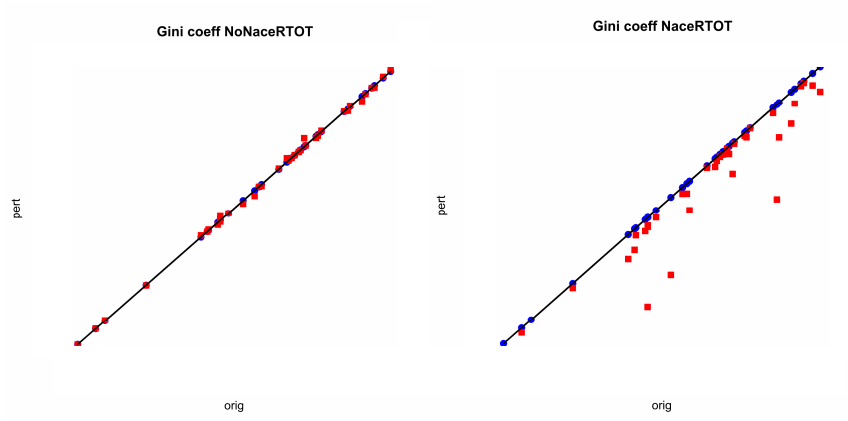 Gini coeff NoNaceRTOT
Gini coeff NaceRTOT
pert
pert
orig
orig